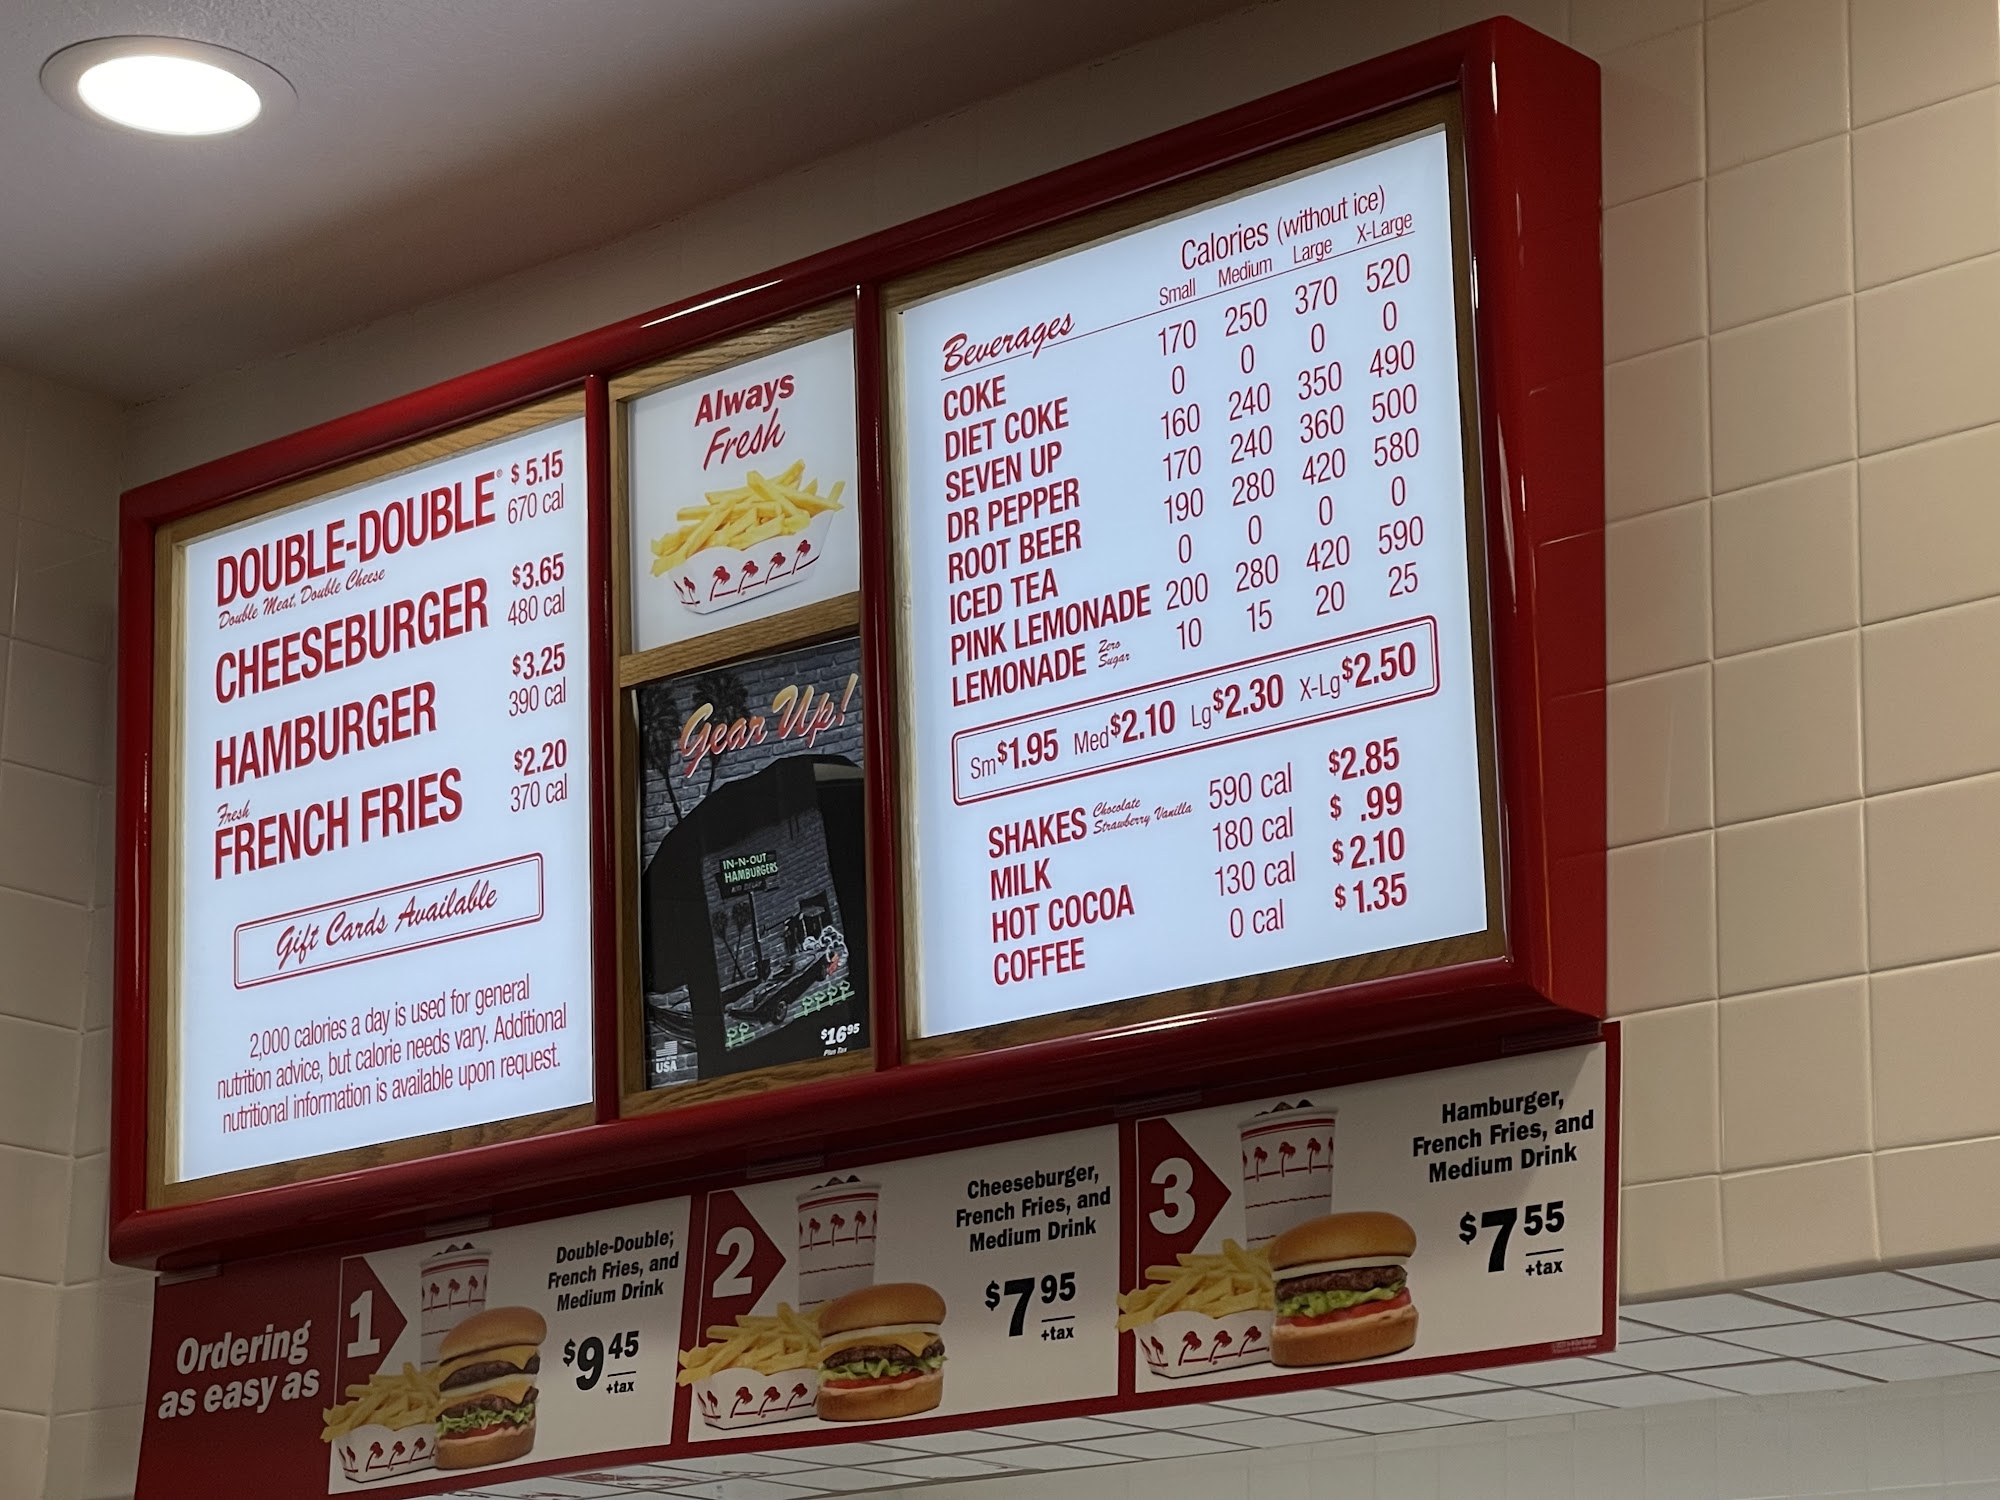 DOUBLE-DOUBLE® $5.15
Double Meat, Double Cheese 670 cal
CHEESEBURGER $3.65
480 cal
HAMBURGER $3.25
390 cal
Fresh
FRENCH FRIES $2.20
370 cal
Gift Cards Available
2,000 calories a day is used for general
nutrition advice, but calorie needs vary. Additional
nutritional information is available upon request.
Always
Fresh
Gear Up!
IN-N-OUT
HAMBURGERS
$16.95
Plus Tax
USA
Calories (without ice)
Beverages Small Medium Large X-Large
COKE 170 250 370 520
DIET COKE 0 0 0 0
SEVEN UP 160 240 350 490
DR PEPPER 170 240 360 500
ROOT BEER 190 280 420 580
ICED TEA 0 0 0 0
PINK LEMONADE 200 280 420 590
LEMONADE Zero Sugar 10 15 20 25
Sm $1.95 Med $2.10 Lg $2.30 X-Lg $2.50
SHAKES Chocolate Strawberry Vanilla 590 cal $2.85
MILK 180 cal $ .99
HOT COCOA 130 cal $2.10
COFFEE 0 cal $1.35
Ordering
as easy as
1
Double-Double,
French Fries, and
Medium Drink
$9.45
+tax
2
Cheeseburger,
French Fries, and
Medium Drink
$7.95
+tax
3
Hamburger,
French Fries, and
Medium Drink
$7.55
+tax